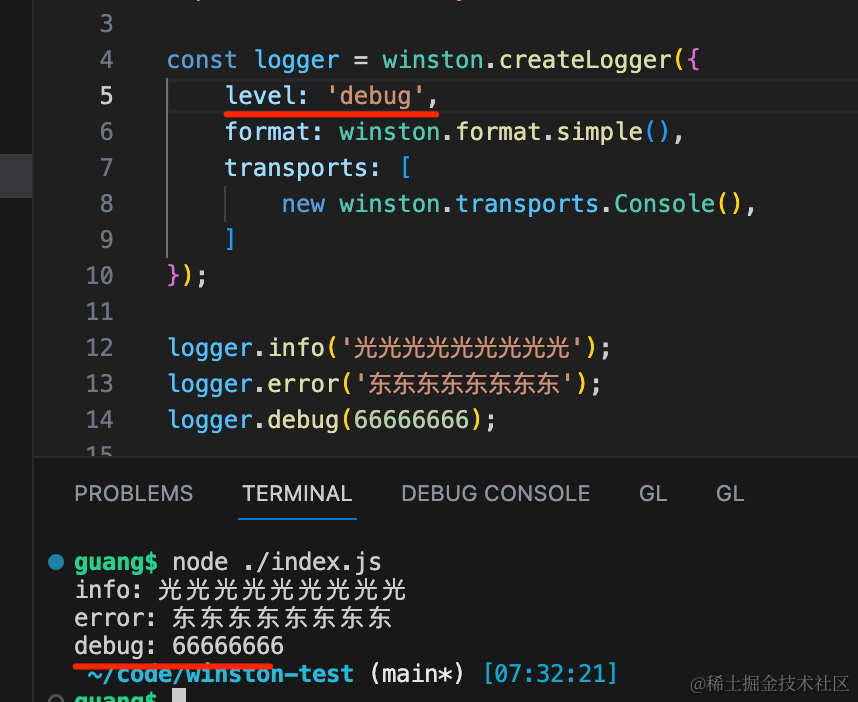 3
4 const logger = winston.createLogger({
5 level: 'debug',
6 format: winston.format.simple(),
7 transports: [
8 new winston.transports.Console(),
9 ]
10 });
11
12 logger.info('光光光光光光光光光');
13 logger.error('东东东东东东东东');
14 logger.debug(66666666);
15
PROBLEMS TERMINAL DEBUG CONSOLE GL GL
guang$ node ./index.js
info: 光光光光光光光光光
error: 东东东东东东东东
debug: 66666666
~/code/winston-test (main*) [07:32:21]
guang$
@稀土掘金技术社区